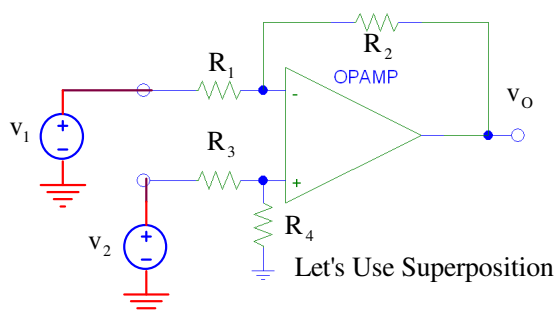 R2
OPAMP
R1
vO
v1
+
-
-
R3
+
v2
+
-
R4
Let's Use Superposition